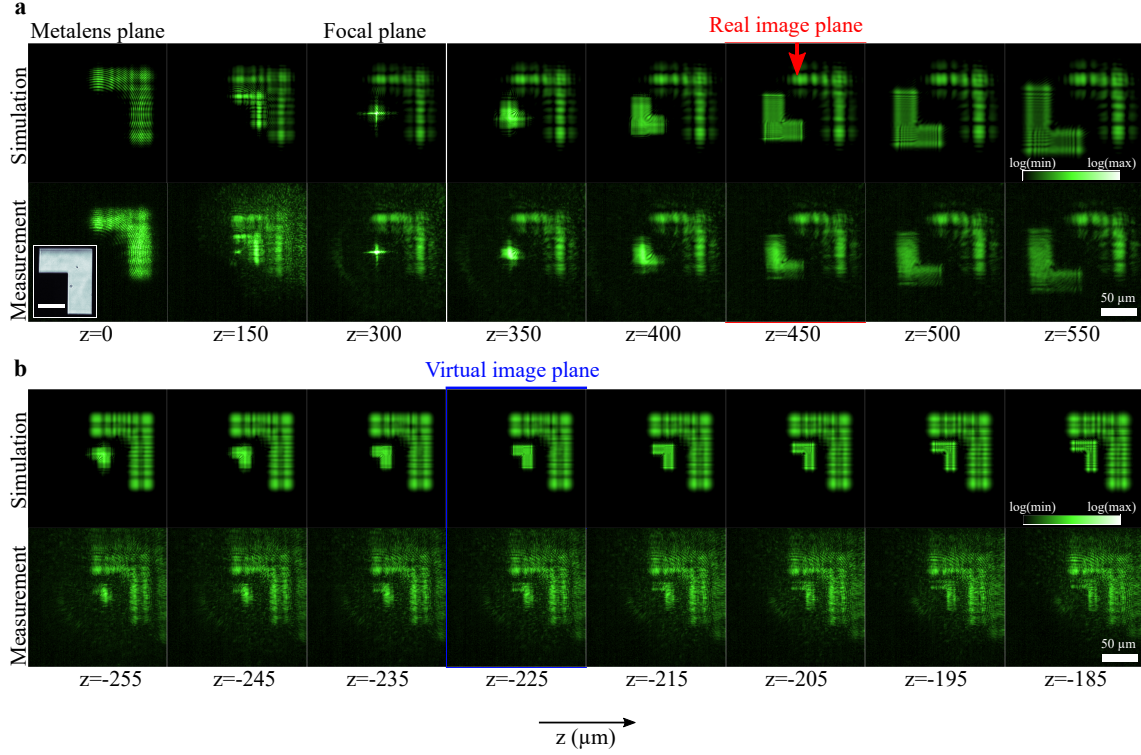 a
Metalens plane
Focal plane
Real image plane
Simulation
log(min) log(max)
Measurement
50 µm
z=0 z=150 z=300 z=350 z=400 z=450 z=500 z=550
b
Virtual image plane
Simulation
log(min) log(max)
Measurement
50 µm
z=-255 z=-245 z=-235 z=-225 z=-215 z=-205 z=-195 z=-185
z (µm)